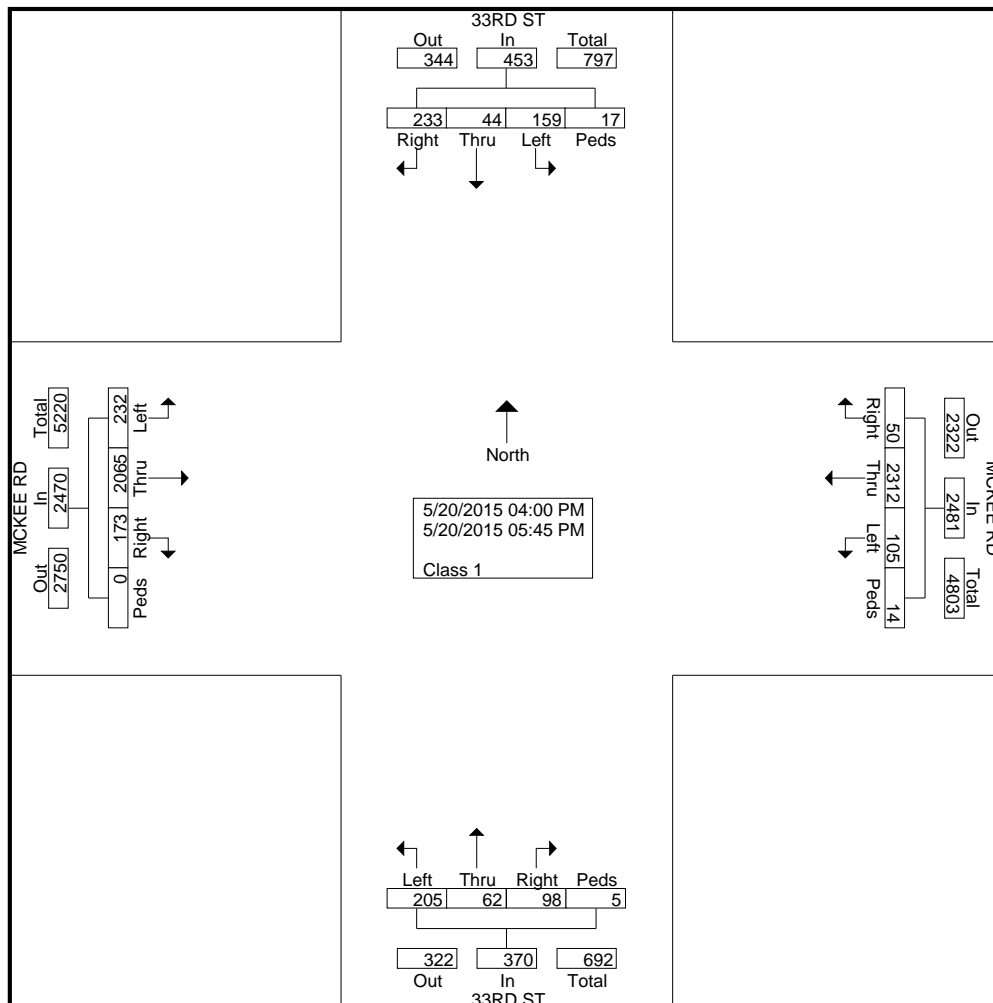 33RD ST
Out In Total
344 453 797
233 44 159 17
Right Thru Left Peds
MCKEE RD
Total In Out
5220 2470 2750
232 2065 173 0
Left Thru Right Peds
North
5/20/2015 04:00 PM
5/20/2015 05:45 PM
Class 1
Right Thru Left Peds
50 2312 105 14
Out In Total
2322 2481 4803
MCKEE RD
Left Thru Right Peds
205 62 98 5
322 370 692
Out In Total
33RD ST